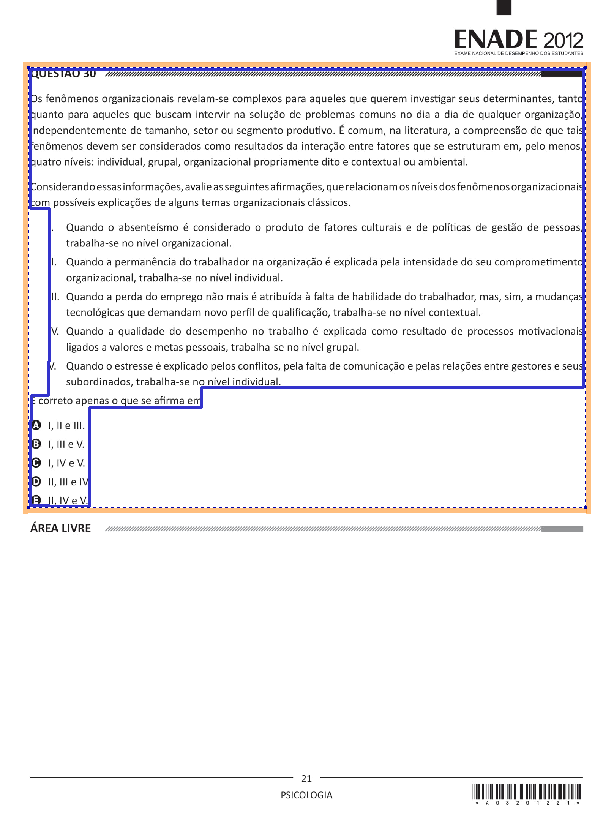 ENADE 2012
EXAME NACIONAL DE DESEMPENHO DOS ESTUDANTES
QUESTÃO 30
Os fenômenos organizacionais revelam-se complexos para aqueles que querem investigar seus determinantes, tanto
quanto para aqueles que buscam intervir na solução de problemas comuns no dia a dia de qualquer organização,
independentemente de tamanho, setor ou segmento produtivo. É comum, na literatura, a compreensão de que tais
fenômenos devem ser considerados como resultados da interação entre fatores que se estruturam em, pelo menos,
quatro níveis: individual, grupal, organizacional propriamente dito e contextual ou ambiental.
Considerando essas informações, avalie as seguintes afirmações, que relacionam os níveis dos fenômenos organizacionais
com possíveis explicações de alguns temas organizacionais clássicos.
I. Quando o absenteísmo é considerado o produto de fatores culturais e de políticas de gestão de pessoas,
trabalha-se no nível organizacional.
II. Quando a permanência do trabalhador na organização é explicada pela intensidade do seu comprometimento
organizacional, trabalha-se no nível individual.
III. Quando a perda do emprego não mais é atribuída à falta de habilidade do trabalhador, mas, sim, a mudanças
tecnológicas que demandam novo perfil de qualificação, trabalha-se no nível contextual.
IV. Quando a qualidade do desempenho no trabalho é explicada como resultado de processos motivacionais
ligados a valores e metas pessoais, trabalha-se no nível grupal.
V. Quando o estresse é explicado pelos conflitos, pela falta de comunicação e pelas relações entre gestores e seus
subordinados, trabalha-se no nível individual.
É correto apenas o que se afirma em
A I, II e III.
B I, III e V.
C I, IV e V.
D II, III e IV
E II, IV e V.
ÁREA LIVRE
21
PSICOLOGIA
* A 0 3 2 0 1 2 2 1 *